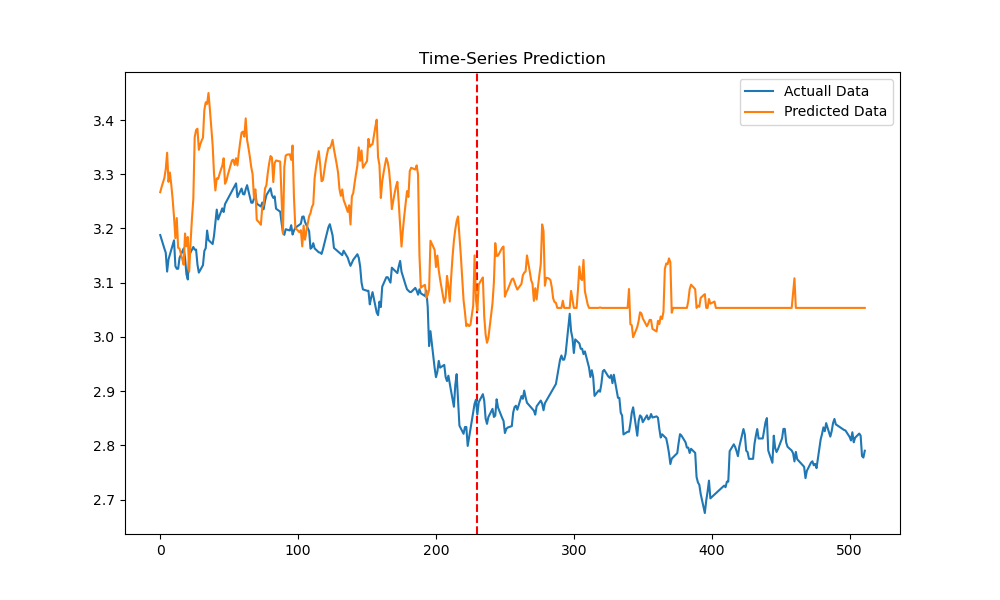 Time-Series Prediction
Actuall Data
Predicted Data
3.4
3.3
3.2
3.1
3.0
2.9
2.8
2.7
0 100 200 300 400 500